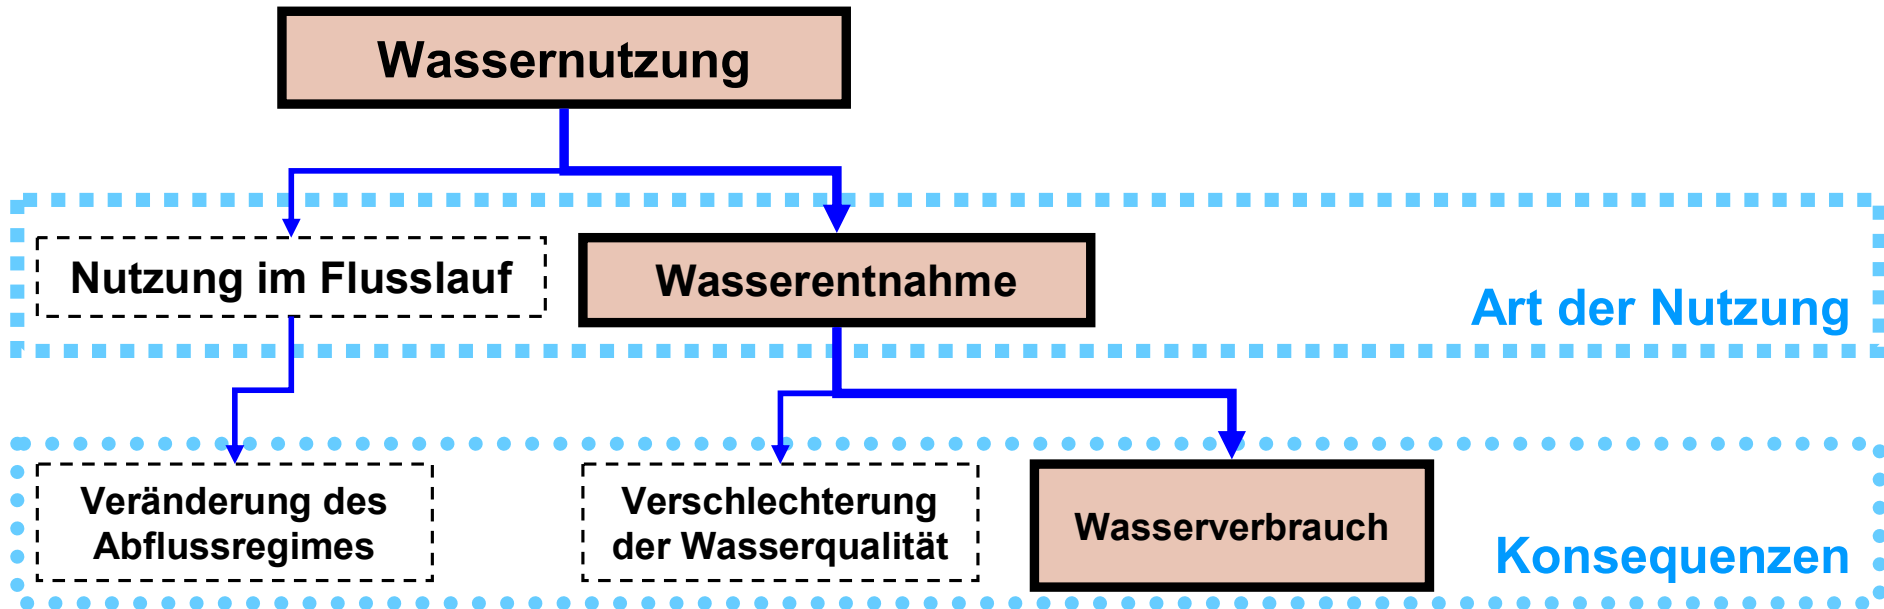 Wassernutzung
Nutzung im Flusslauf
Wasserentnahme
Art der Nutzung
Veränderung des
Abflussregimes
Verschlechterung
der Wasserqualität
Wasserverbrauch
Konsequenzen